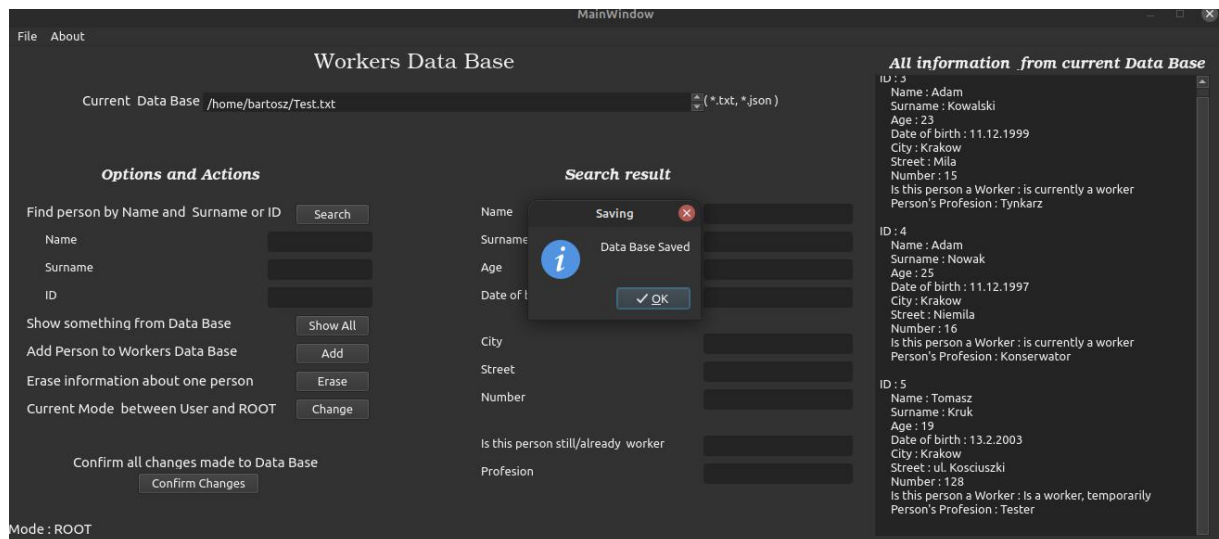 MainWindow
File About
Workers Data Base
Current Data Base /home/bartosz/Test.txt ( *.txt, *.json )
Options and Actions
Find person by Name and Surname or ID Search
Name
Surname
ID
Show something from Data Base Show All
Add Person to Workers Data Base Add
Erase information about one person Erase
Current Mode between User and ROOT Change
Confirm all changes made to Data Base
Confirm Changes
Mode : ROOT
Search result
Name
Surname
Age
Date of
City
Street
Number
Is this person still/already worker
Profesion
Saving
i
Data Base Saved
OK
All information from current Data Base
ID : 3
Name : Adam
Surname : Kowalski
Age : 23
Date of birth : 11.12.1999
City : Krakow
Street : Mila
Number : 15
Is this person a Worker : is currently a worker
Person's Profesion : Tynkarz
ID : 4
Name : Adam
Surname : Nowak
Age : 25
Date of birth : 11.12.1997
City : Krakow
Street : Niemila
Number : 16
Is this person a Worker : is currently a worker
Person's Profesion : Konserwator
ID : 5
Name : Tomasz
Surname : Kruk
Age : 19
Date of birth : 13.2.2003
City : Krakow
Street : ul. Kosciuszki
Number : 128
Is this person a Worker : Is a worker, temporarily
Person's Profesion : Tester